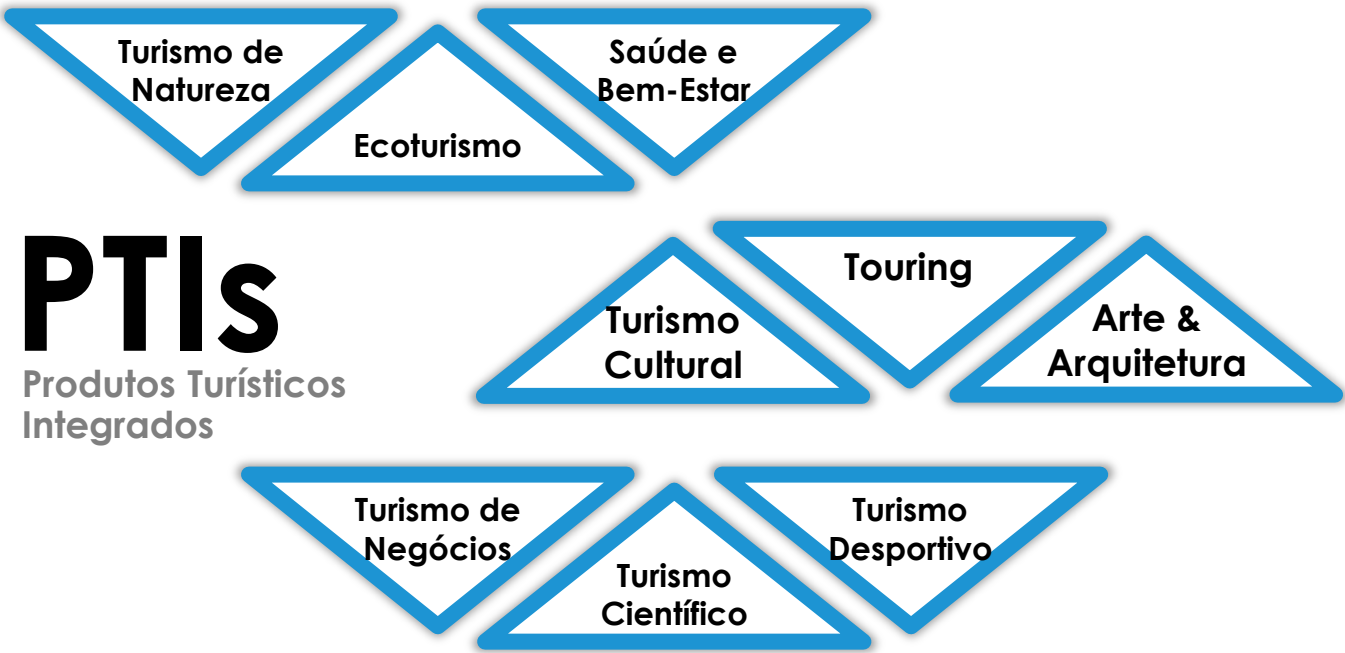 Turismo de
Natureza
Ecoturismo
Saúde e
Bem-Estar
PTIs
Produtos Turísticos
Integrados
Turismo
Cultural
Touring
Arte &
Arquitetura
Turismo de
Negócios
Turismo
Científico
Turismo
Desportivo